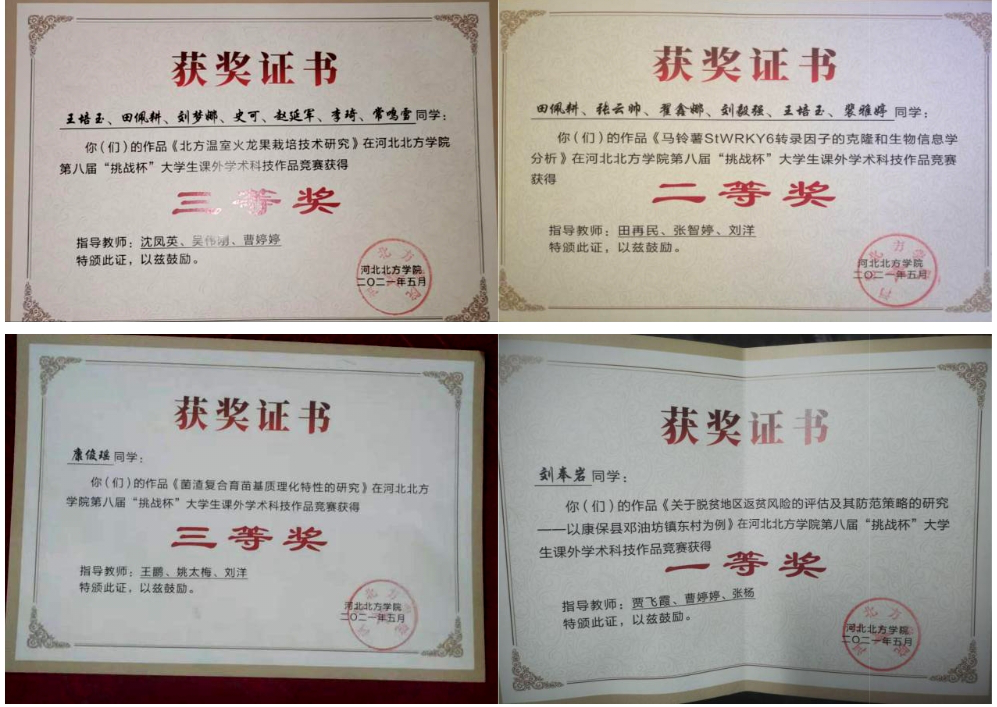 获奖证书
王培玉、田佩耕、刘梦娜、史可、赵延军、李琦、常鸣雪同学：
你（们）的作品《北方温室火龙果栽培技术研究》在河北北方学院
第八届“挑战杯”大学生课外学术科技作品竞赛获得
三等奖
指导教师：沈凤英、吴伟刚、曹婷婷
特颁此证，以兹鼓励。
河北北方学院
二〇二一年五月
获奖证书
田佩耕、张云帅、翟鑫娜、刘毅强、王培玉、裴雅婷同学：
你（们）的作品《马铃薯StWRKY6转录因子的克隆和生物信息学
分析》在河北北方学院第八届“挑战杯”大学生课外学术科技作品竞赛
获得
二等奖
指导教师：田再民、张智婷、刘洋
特颁此证，以兹鼓励。
河北北方学院
二〇二一年五月
获奖证书
康俊瑶同学：
你（们）的作品《菌渣复合育苗基质理化特性的研究》在河北北方
学院第八届“挑战杯”大学生课外学术科技作品竞赛获得
三等奖
指导教师：王鹏、姚太梅、刘洋
特颁此证，以兹鼓励。
河北北方学院
二〇二一年五月
获奖证书
刘奉岩同学：
你（们）的作品《关于脱贫地区返贫风险的评估及其防范策略的研究
——以康保县邓油坊镇东村为例》在河北北方学院第八届“挑战杯”大学
生课外学术科技作品竞赛获得
一等奖
指导教师：贾飞霞、曹婷婷、张杨
特颁此证，以兹鼓励。
河北北方学院
二〇二一年五月